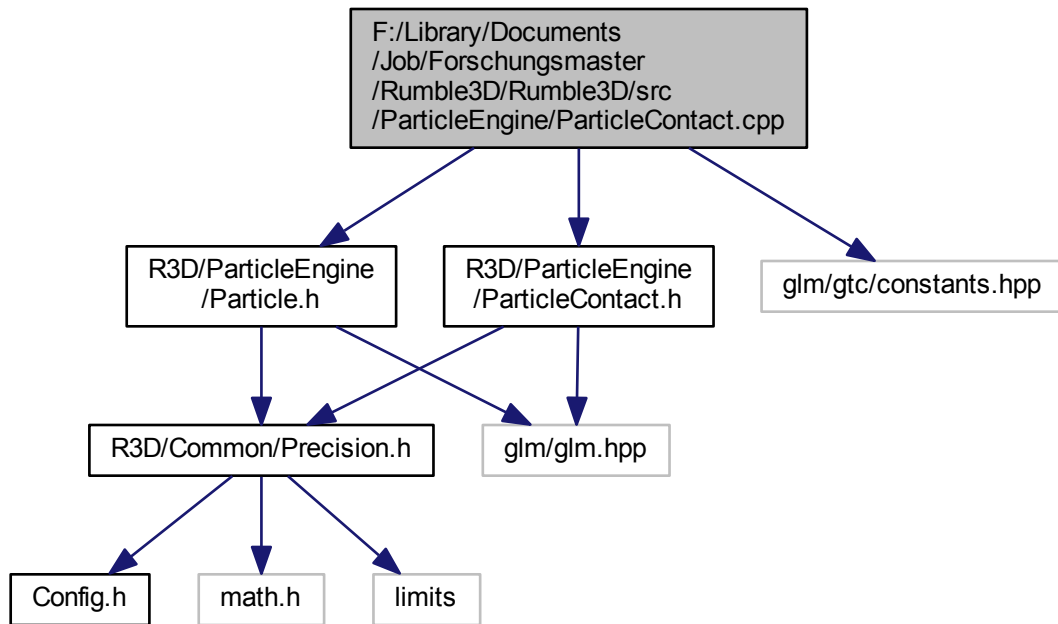 F:/Library/Documents
/Job/Forschungsmaster
/Rumble3D/Rumble3D/src
/ParticleEngine/ParticleContact.cpp
R3D/ParticleEngine
/Particle.h
R3D/ParticleEngine
/ParticleContact.h
glm/gtc/constants.hpp
R3D/Common/Precision.h
glm/glm.hpp
Config.h
math.h
limits